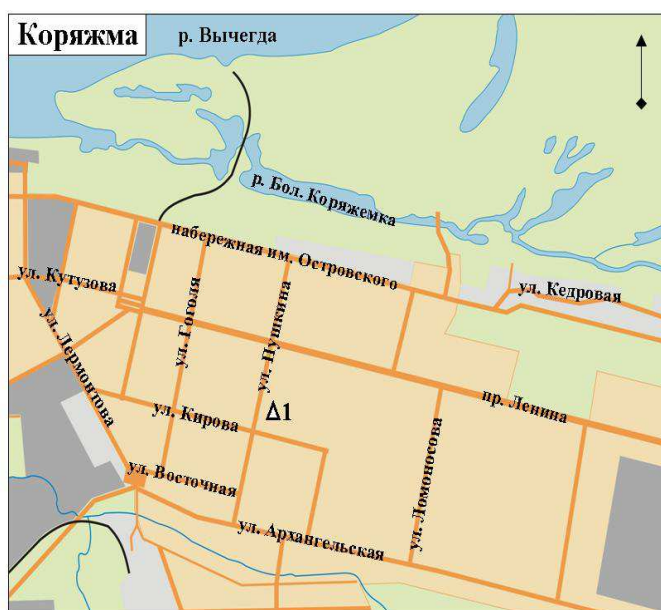 Коряжма
р. Вычегда
р. Бол. Коряжемка
набережная им. Островского
ул. Кутузова
ул. Кедровая
ул. Гоголя
ул. Пушкина
ул. Лермонтова
пр. Ленина
Δ1
ул. Кирова
ул. Ломоносова
ул. Восточная
ул. Архангельская